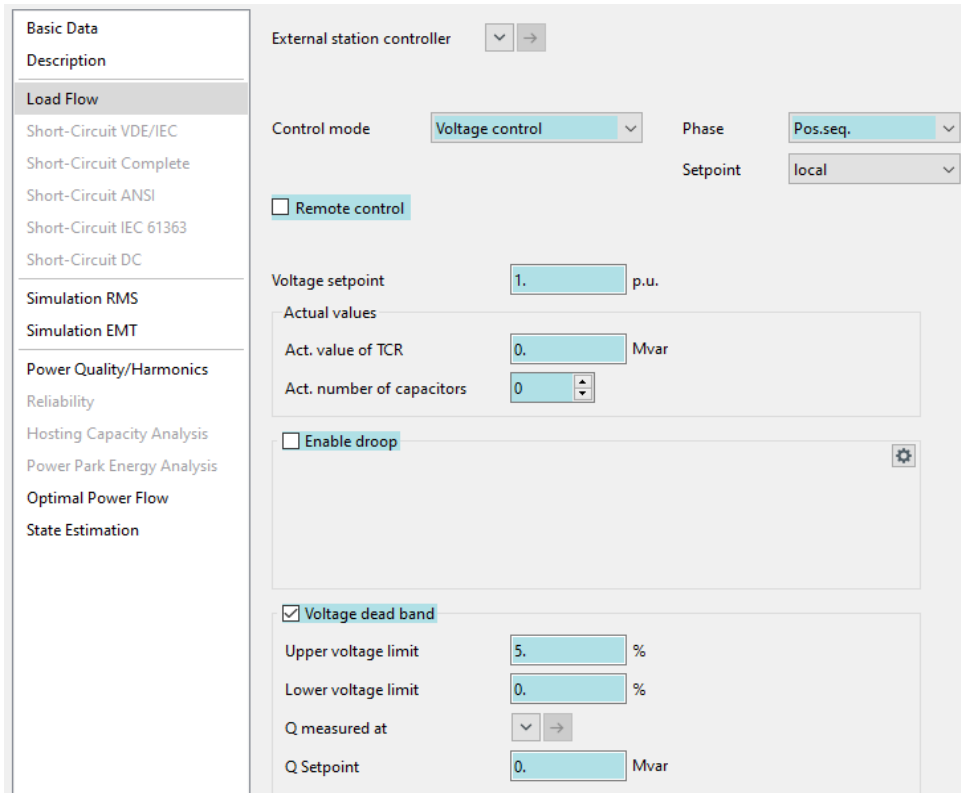 Basic Data
Description
Load Flow
Short-Circuit VDE/IEC
Short-Circuit Complete
Short-Circuit ANSI
Short-Circuit IEC 61363
Short-Circuit DC
Simulation RMS
Simulation EMT
Power Quality/Harmonics
Reliability
Hosting Capacity Analysis
Power Park Energy Analysis
Optimal Power Flow
State Estimation
External station controller
Control mode Voltage control Phase Pos.seq.
Setpoint local
Remote control
Voltage setpoint 1. p.u.
Actual values
Act. value of TCR 0. Mvar
Act. number of capacitors 0
Enable droop
Voltage dead band
Upper voltage limit 5. %
Lower voltage limit 0. %
Q measured at
Q Setpoint 0. Mvar